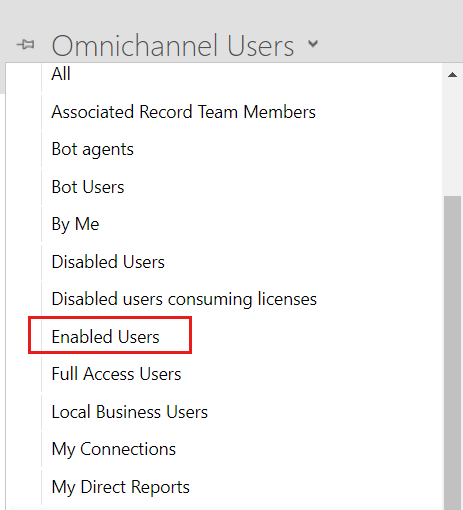 Omnichannel Users
All
Associated Record Team Members
Bot agents
Bot Users
By Me
Disabled Users
Disabled users consuming licenses
Enabled Users
Full Access Users
Local Business Users
My Connections
My Direct Reports